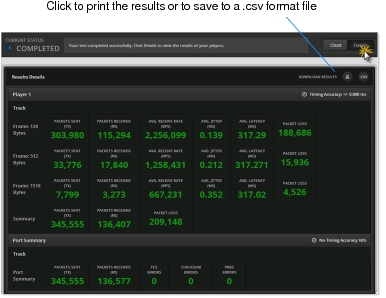 Click to print the results or to save to a .csv format file
CURRENT STATUS
COMPLETED
Your test completed successfully. Click Details to view the results of your players.
Chart
Details
Results Details
DOWNLOAD RESULTS
CSV
Player 1
Timing Accuracy: +/- 0.000 ms
Track
PACKETS SENT (TX) PACKETS RECEIVED (RX) AVG. RECEIVE RATE (BPS) AVG. JITTER (MS) AVG. LATENCY (MS) PACKET LOSS
Frame: 128 Bytes 303,980 115,294 2,256,099 0.139 317.29 188,686
PACKETS SENT (TX) PACKETS RECEIVED (RX) AVG. RECEIVE RATE (BPS) AVG. JITTER (MS) AVG. LATENCY (MS) PACKET LOSS
Frame: 512 Bytes 33,776 17,840 1,258,431 0.212 317.271 15,936
PACKETS SENT (TX) PACKETS RECEIVED (RX) AVG. RECEIVE RATE (BPS) AVG. JITTER (MS) AVG. LATENCY (MS) PACKET LOSS
Frame: 1518 Bytes 7,799 3,273 667,231 0.352 317.02 4,526
PACKETS SENT (TX) PACKETS RECEIVED (RX) PACKET LOSS
Summary 345,555 136,407 209,148
Port Summary
No Timing Accuracy Info
Track
PACKETS SENT (TX) PACKETS RECEIVED (RX) FCS ERRORS CHECKSUM ERRORS PRBS ERRORS
Port Summary 345,555 136,577 0 0 0